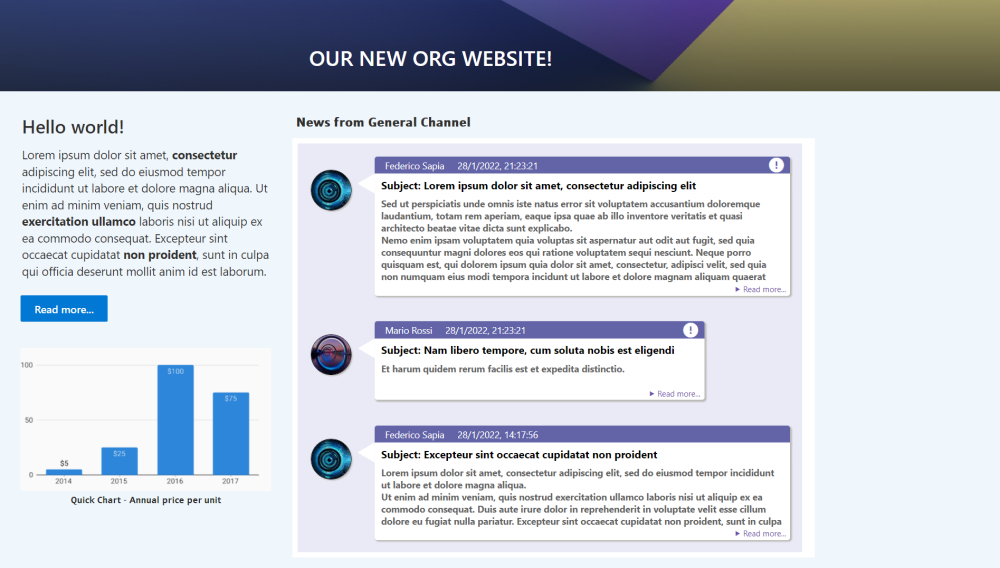 OUR NEW ORG WEBSITE!
Hello world!
Lorem ipsum dolor sit amet, consectetur
adipiscing elit, sed do eiusmod tempor
incididunt ut labore et dolore magna aliqua. Ut
enim ad minim veniam, quis nostrud
exercitation ullamco laboris nisi ut aliquip ex
ea commodo consequat. Excepteur sint
occaecat cupidatat non proident, sunt in culpa
qui officia deserunt mollit anim id est laborum.
Read more...
100
50
0
$5
$25
$100
$75
2014
2015
2016
2017
Quick Chart - Annual price per unit
News from General Channel
Federico Sapia 28/1/2022, 21:23:21
Subject: Lorem ipsum dolor sit amet, consectetur adipiscing elit
Sed ut perspiciatis unde omnis iste natus error sit voluptatem accusantium doloremque
laudantium, totam rem aperiam, eaque ipsa quae ab illo inventore veritatis et quasi
architecto beatae vitae dicta sunt explicabo.
Nemo enim ipsam voluptatem quia voluptas sit aspernatur aut odit aut fugit, sed quia
consequuntur magni dolores eos qui ratione voluptatem sequi nesciunt. Neque porro
quisquam est, qui dolorem ipsum quia dolor sit amet, consectetur, adipisci velit, sed quia
non numquam eius modi tempora incidunt ut labore et dolore magnam aliquam quaerat
Read more...
Mario Rossi 28/1/2022, 21:23:21
Subject: Nam libero tempore, cum soluta nobis est eligendi
Et harum quidem rerum facilis est et expedita distinctio.
Read more...
Federico Sapia 28/1/2022, 14:17:56
Subject: Excepteur sint occaecat cupidatat non proident
Lorem ipsum dolor sit amet, consectetur adipiscing elit, sed do eiusmod tempor incididunt
ut labore et dolore magna aliqua.
Ut enim ad minim veniam, quis nostrud exercitation ullamco laboris nisi ut aliquip ex ea
commodo consequat. Duis aute irure dolor in reprehenderit in voluptate velit esse cillum
dolore eu fugiat nulla pariatur. Excepteur sint occaecat cupidatat non proident, sunt in culpa
Read more...